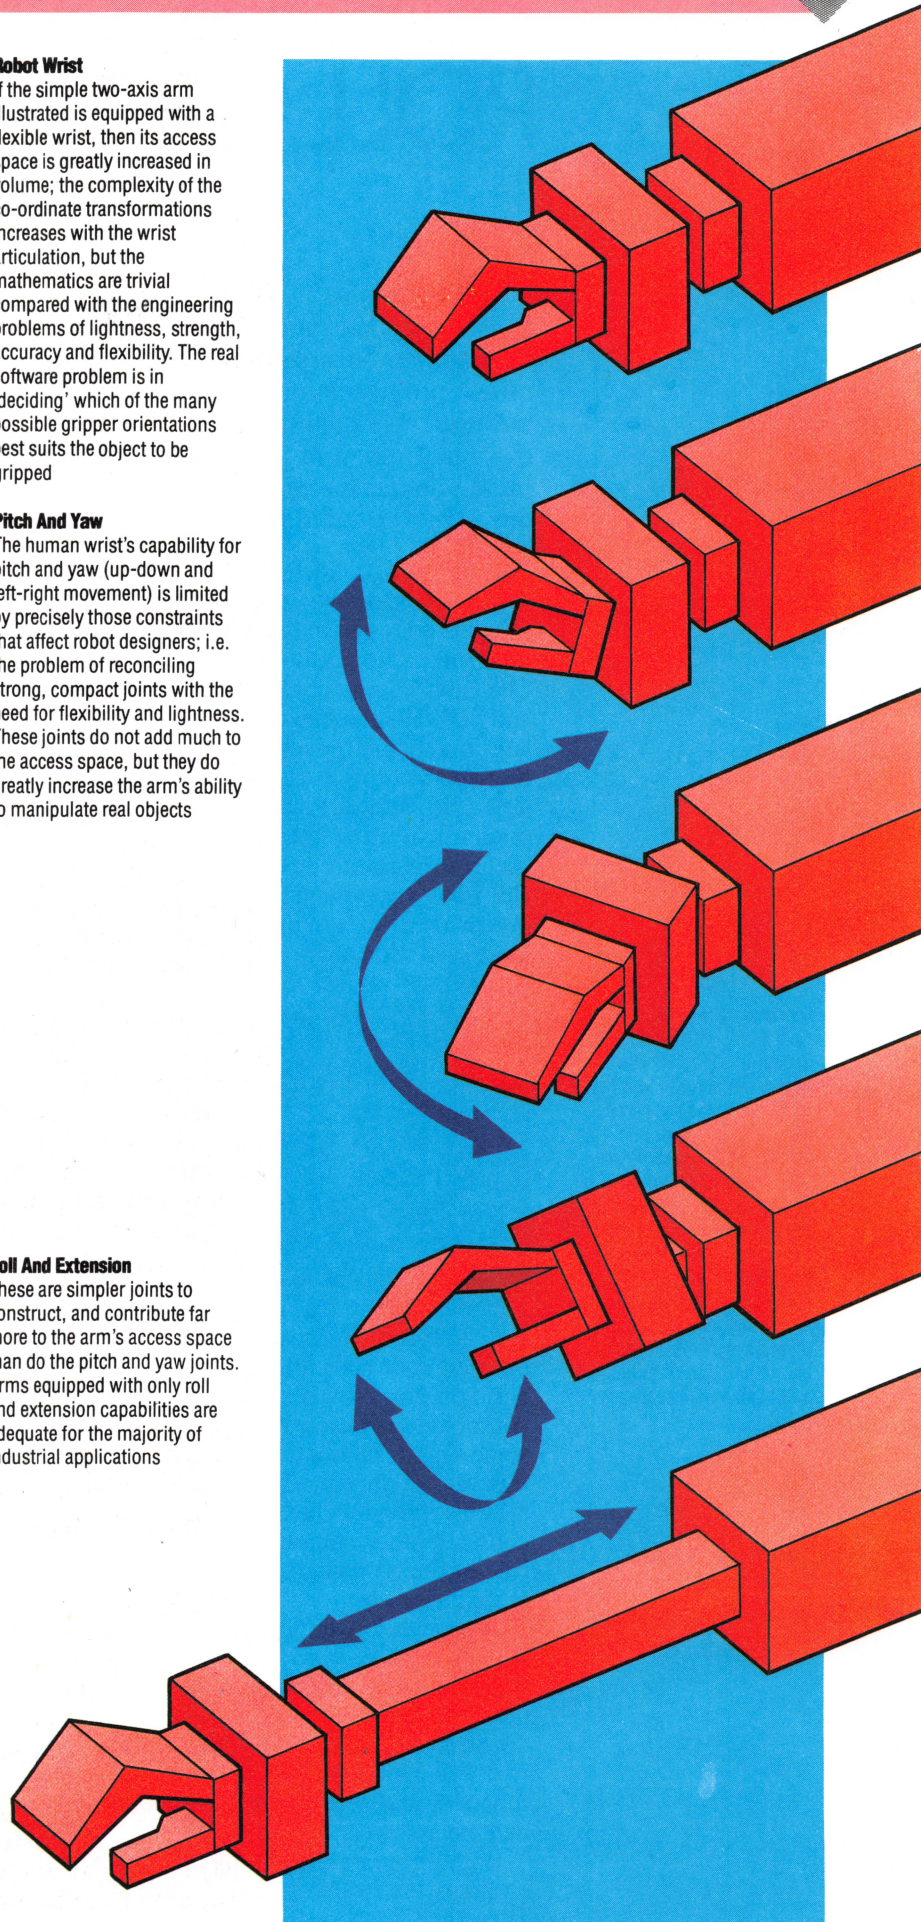 obot Wrist
f the simple two-axis arm
llustrated is equipped with a
lexible wrist, then its access
pace is greatly increased in
olume; the complexity of the
o-ordinate transformations
ncreases with the wrist
rticulation, but the
mathematics are trivial
ompared with the engineering
roblems of lightness, strength,
ccuracy and flexibility. The real
oftware problem is in
deciding' which of the many
ossible gripper orientations
est suits the object to be
ripped
Pitch And Yaw
The human wrist's capability for
itch and yaw (up-down and
eft-right movement) is limited
y precisely those constraints
hat affect robot designers; i.e.
he problem of reconciling
trong, compact joints with the
eed for flexibility and lightness.
These joints do not add much to
he access space, but they do
reatly increase the arm's ability
o manipulate real objects
oll And Extension
hese are simpler joints to
onstruct, and contribute far
ore to the arm's access space
an do the pitch and yaw joints.
rms equipped with only roll
nd extension capabilities are
dequate for the majority of
dustrial applications